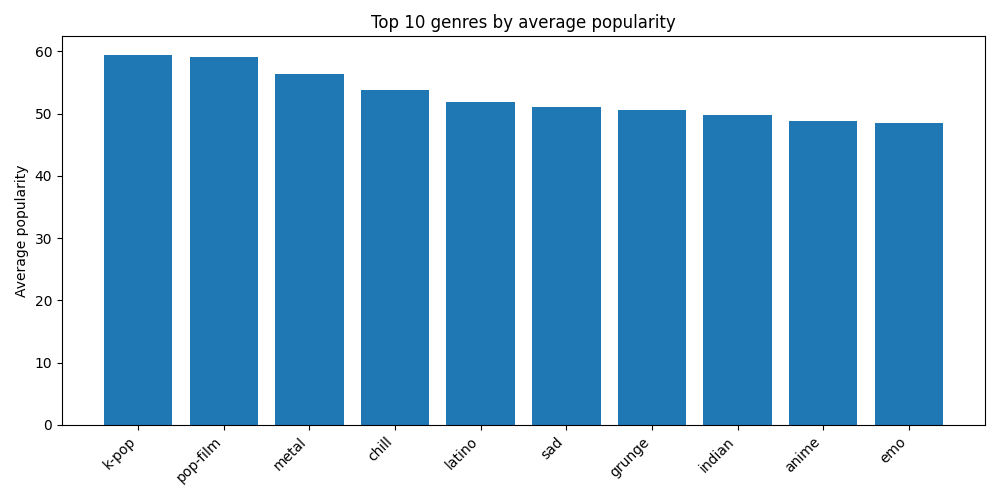 Top 10 genres by average popularity
Average popularity
60
50
40
30
20
10
0
k-pop
pop-film
metal
chill
latino
sad
grunge
indian
anime
emo